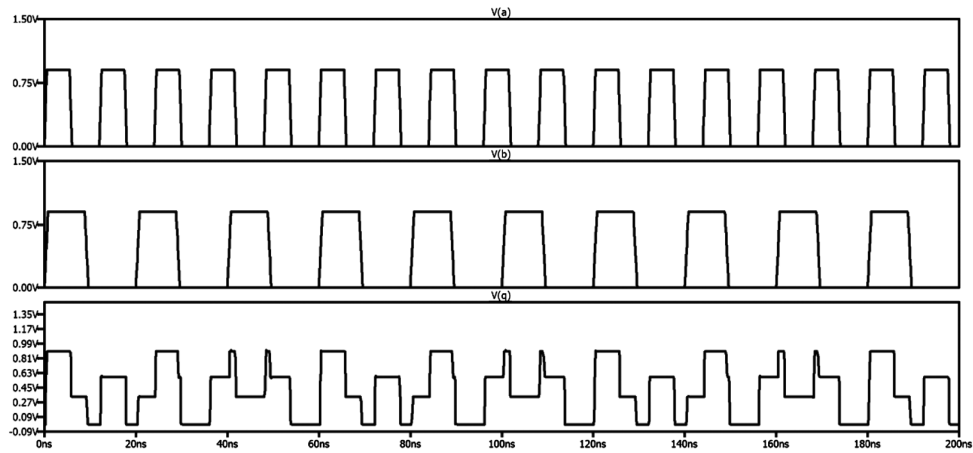 V(a)
1.50V
0.75V
0.00V
V(b)
1.50V
0.75V
0.00V
V(q)
1.35V
1.17V
0.99V
0.81V
0.63V
0.45V
0.27V
0.09V
-0.09V
0ns 20ns 40ns 60ns 80ns 100ns 120ns 140ns 160ns 180ns 200ns